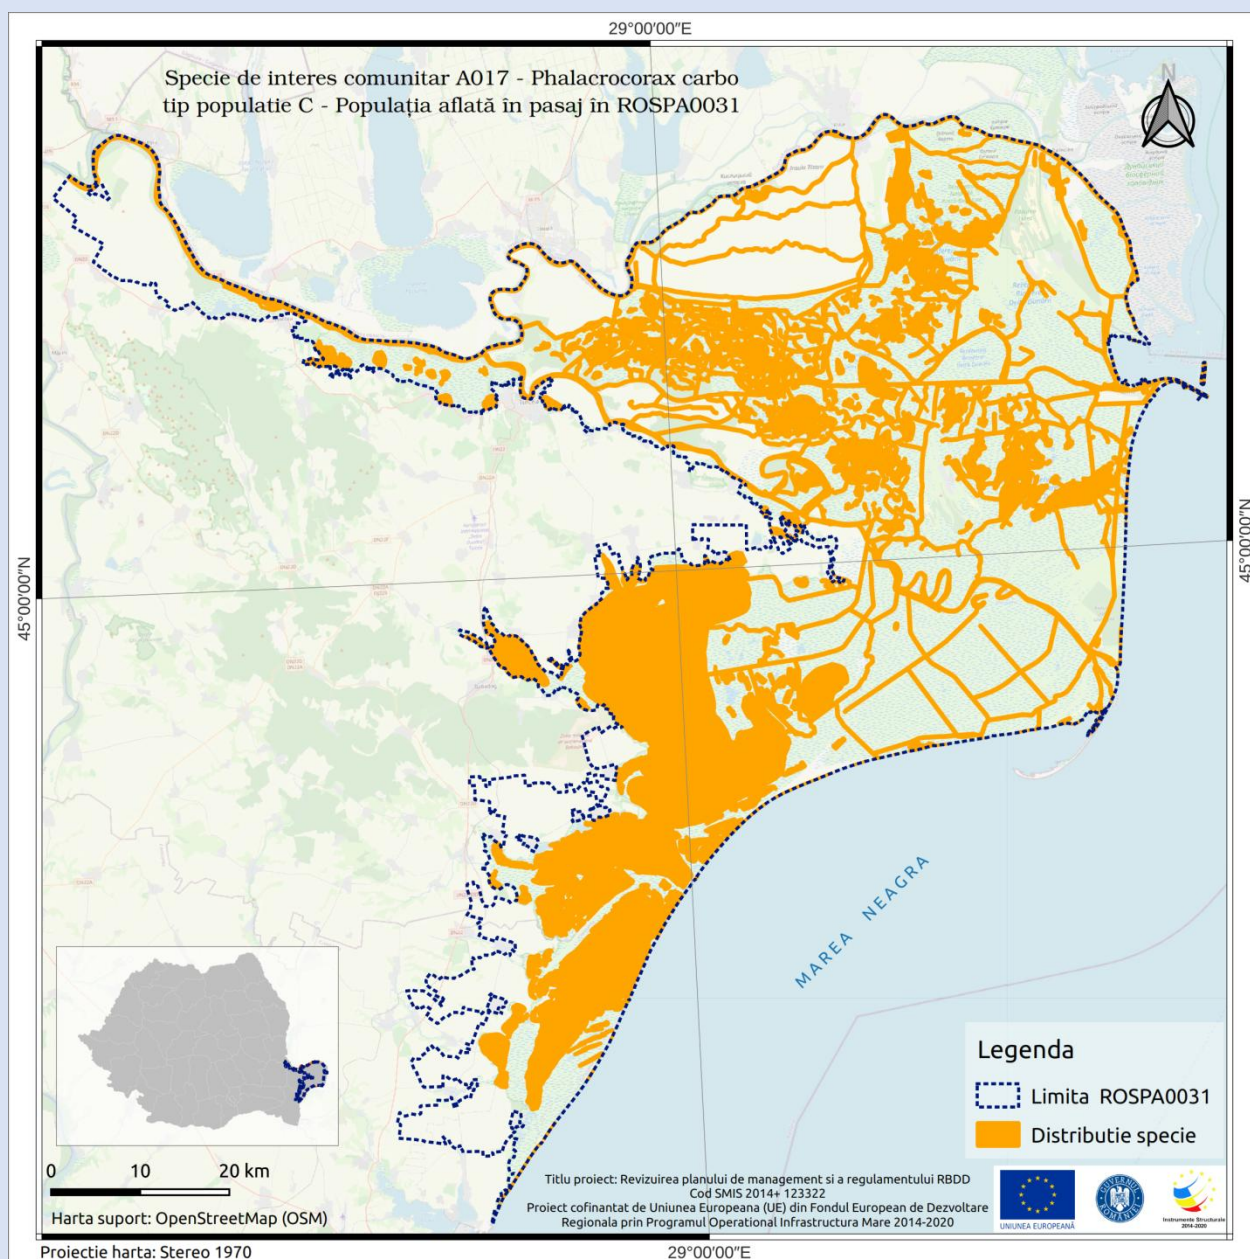 29°00′00″E
Specie de interes comunitar A017 - Phalacrocorax carbo
tip populatie C - Populația aflată în pasaj în ROSPA0031
N
45°00′00″N
45°00′00″N
MAREA NEAGRA
Legenda
Limita ROSPA0031
Distributie specie
0 10 20 km
Harta suport: OpenStreetMap (OSM)
Titlu proiect: Revizuirea planului de management si a regulamentului RBDD
Cod SMIS 2014+ 123322
Proiect cofinantat de Uniunea Europeana (UE) din Fondul European de Dezvoltare
Regionala prin Programul Operational Infrastructura Mare 2014-2020
UNIUNEA EUROPEANĂ
GUVERNUL ROMÂNIEI
Instrumente Structurale
2014-2020
Proiectie harta: Stereo 1970
29°00′00″E